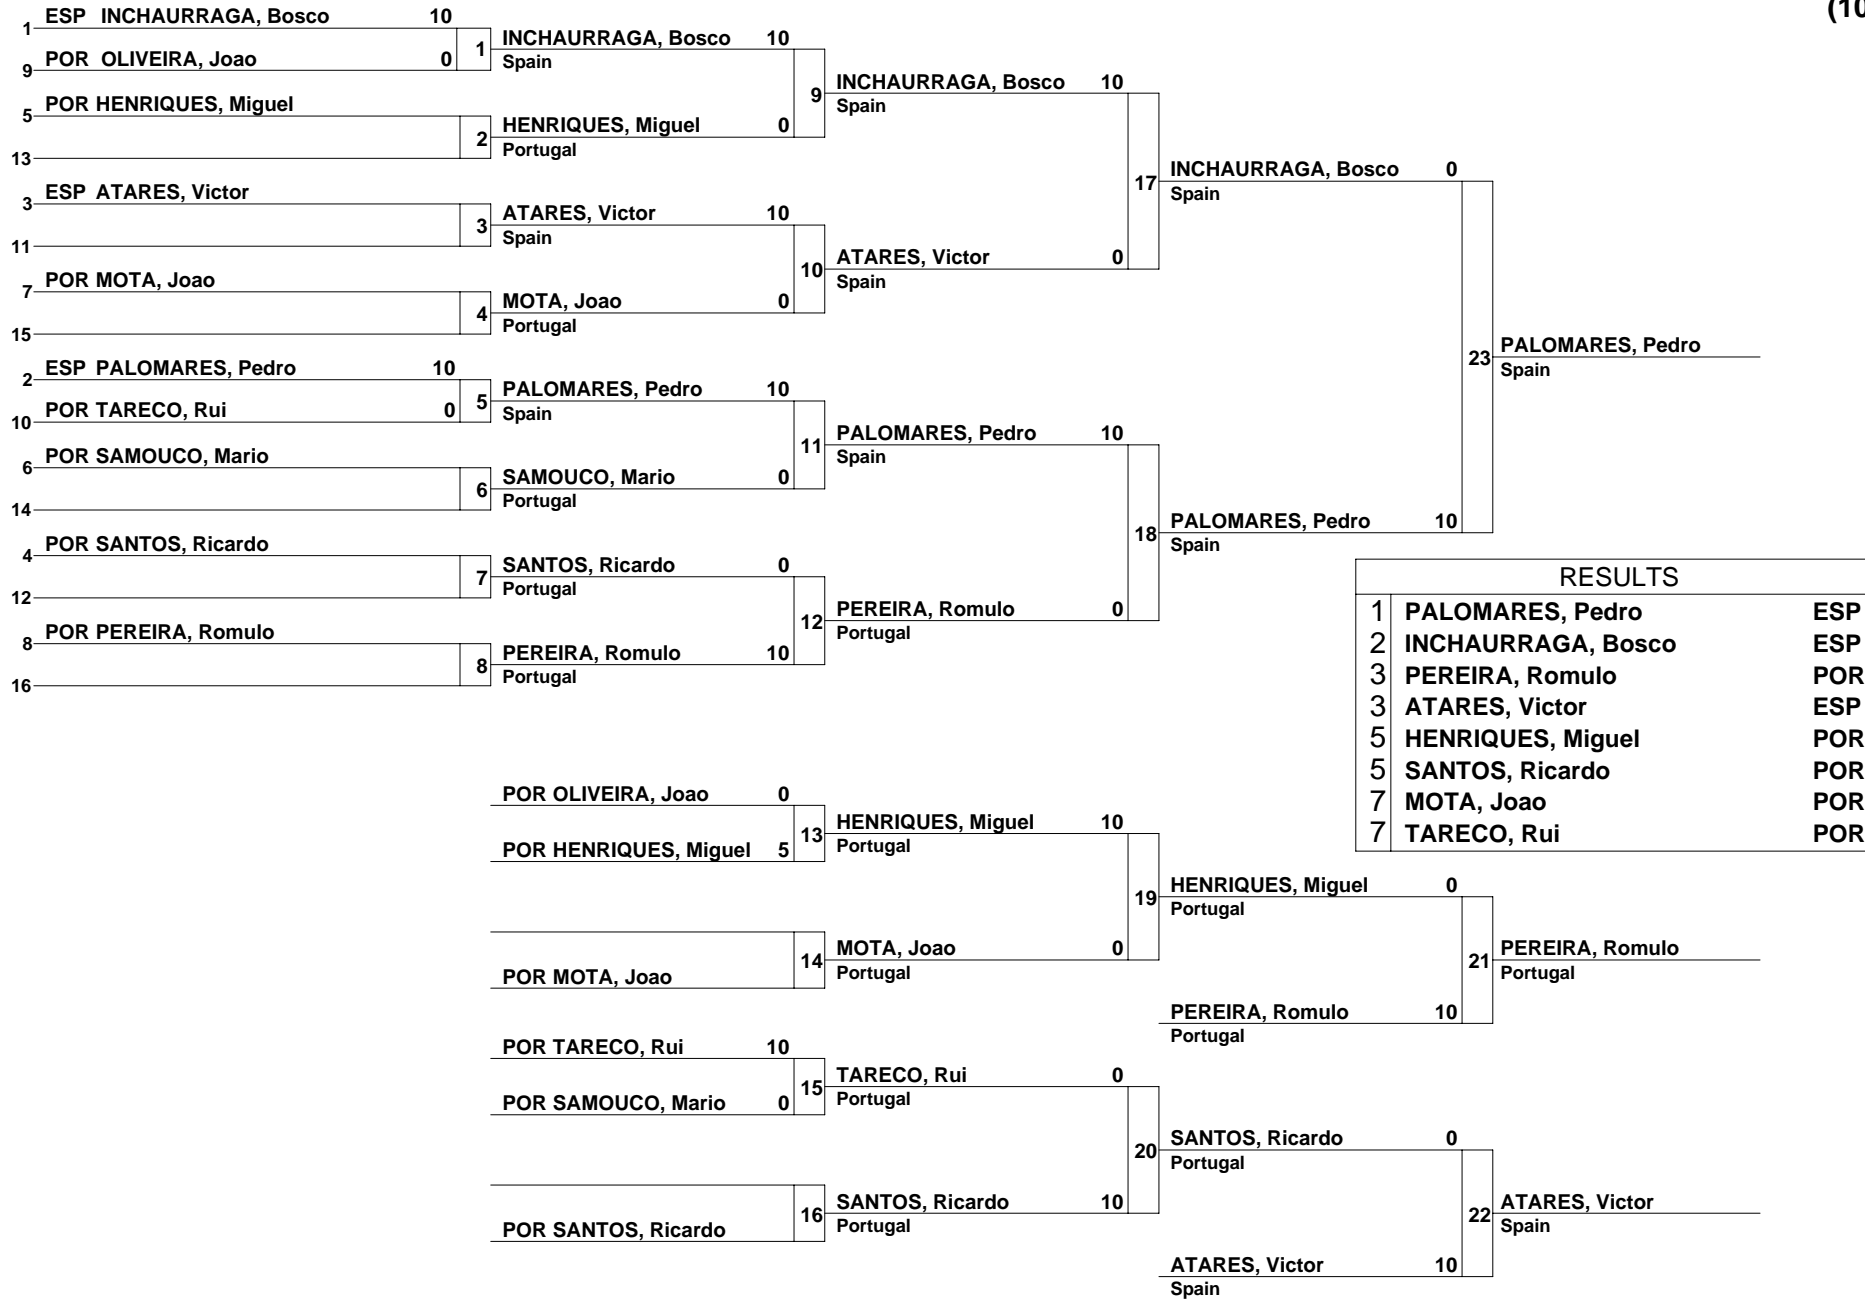 (10
1 ESP INCHAURRAGA, Bosco 10
9 POR OLIVEIRA, Joao 0
1 INCHAURRAGA, Bosco 10
Spain
5 POR HENRIQUES, Miguel
13
2 HENRIQUES, Miguel 0
Portugal
9 INCHAURRAGA, Bosco 10
Spain
3 ESP ATARES, Victor
11
3 ATARES, Victor 10
Spain
7 POR MOTA, Joao
15
4 MOTA, Joao 0
Portugal
10 ATARES, Victor 0
Spain
17 INCHAURRAGA, Bosco 0
Spain
2 ESP PALOMARES, Pedro 10
10 POR TARECO, Rui 0
5 PALOMARES, Pedro 10
Spain
6 POR SAMOUCO, Mario
14
6 SAMOUCO, Mario 0
Portugal
11 PALOMARES, Pedro 10
Spain
4 POR SANTOS, Ricardo
12
7 SANTOS, Ricardo 0
Portugal
8 POR PEREIRA, Romulo
16
8 PEREIRA, Romulo 10
Portugal
12 PEREIRA, Romulo 0
Portugal
18 PALOMARES, Pedro 10
Spain
23 PALOMARES, Pedro
Spain
RESULTS
1 PALOMARES, Pedro ESP
2 INCHAURRAGA, Bosco ESP
3 PEREIRA, Romulo POR
3 ATARES, Victor ESP
5 HENRIQUES, Miguel POR
5 SANTOS, Ricardo POR
7 MOTA, Joao POR
7 TARECO, Rui POR
POR OLIVEIRA, Joao 0
POR HENRIQUES, Miguel 5
13 HENRIQUES, Miguel 10
Portugal
POR MOTA, Joao
14 MOTA, Joao 0
Portugal
19 HENRIQUES, Miguel 0
Portugal
PEREIRA, Romulo 10
Portugal
21 PEREIRA, Romulo
Portugal
POR TARECO, Rui 10
POR SAMOUCO, Mario 0
15 TARECO, Rui 0
Portugal
POR SANTOS, Ricardo
16 SANTOS, Ricardo 10
Portugal
20 SANTOS, Ricardo 0
Portugal
ATARES, Victor 10
Spain
22 ATARES, Victor
Spain